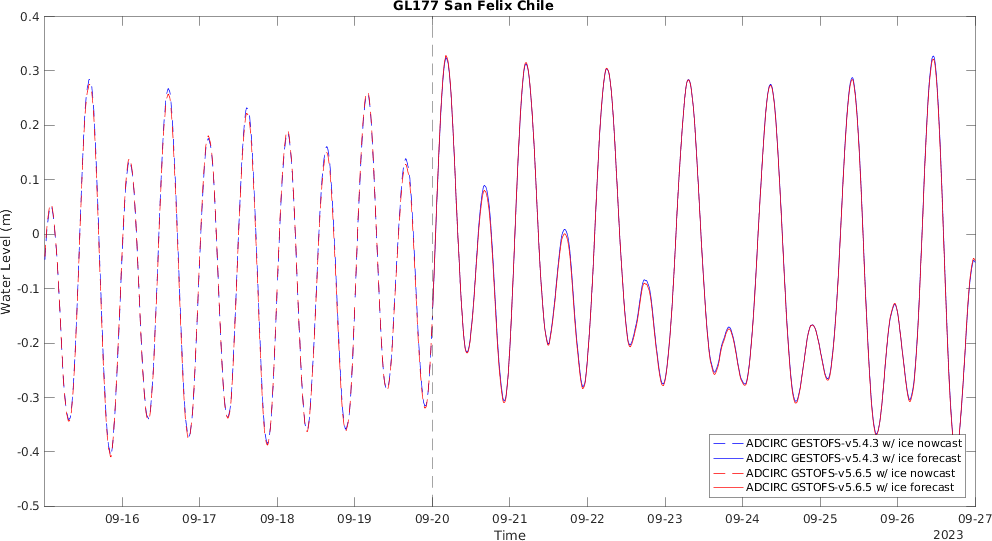 GL177 San Felix Chile
0.4
0.3
0.2
0.1
0
-0.1
-0.2
-0.3
-0.4
-0.5
Water Level (m)
ADCIRC GESTOFS-v5.4.3 w/ ice nowcast
ADCIRC GESTOFS-v5.4.3 w/ ice forecast
ADCIRC GSTOFS-v5.6.5 w/ ice nowcast
ADCIRC GSTOFS-v5.6.5 w/ ice forecast
09-16 09-17 09-18 09-19 09-20 09-21 09-22 09-23 09-24 09-25 09-26 09-27
Time
2023